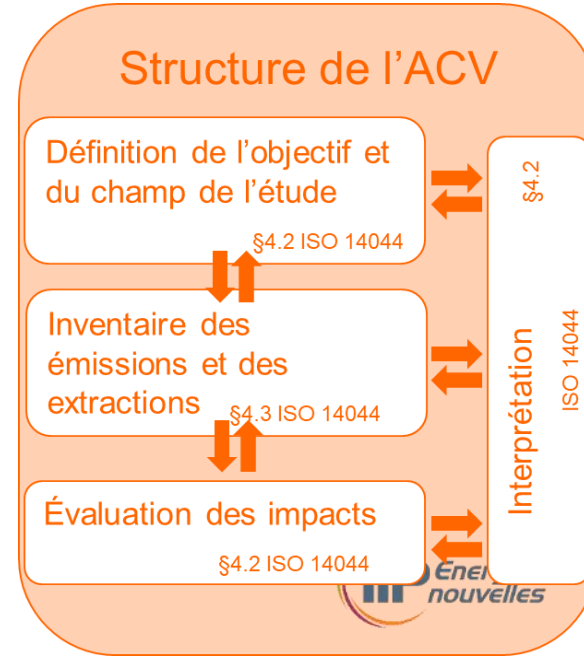 Structure de l'ACV
Définition de l'objectif et
du champ de l'étude
§4.2 ISO 14044
Inventaire des
émissions et des
extractions
§4.3 ISO 14044
Évaluation des impacts
§4.2 ISO 14044
Interprétation
§4.2
ISO 14044
nouvelles